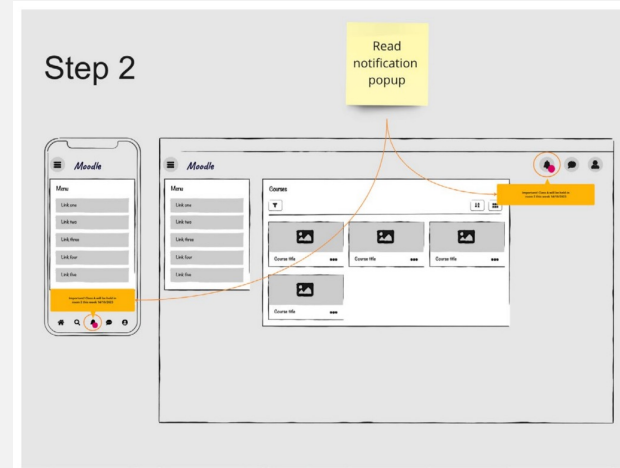 Step 2
Read
notification
popup
Moodle
Menu
Link one
Link two
Link three
Link four
Link five
Moodle
Menu
Link one
Link two
Link three
Link four
Link five
Courses
Course title
Course title
Course title
Course title